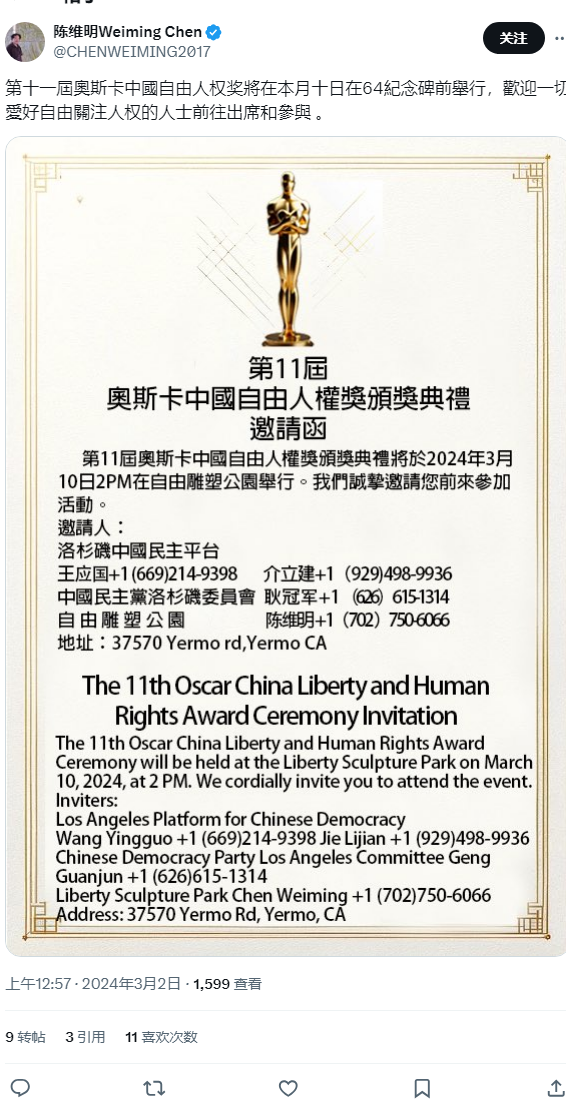 陈维明Weiming Chen
@CHENWEIMING2017
关注
第十一届奧斯卡中國自由人权奖將在本月十日在64紀念碑前舉行，歡迎一切
愛好自由關注人权的人士前往出席和參與 。
第11屆
奧斯卡中國自由人權獎頒獎典禮
邀請函
第11屆奧斯卡中國自由人權獎頒獎典禮將於2024年3月
10日2PM在自由雕塑公園舉行。我們誠摯邀請您前來參加
活動。
邀請人：
洛杉磯中國民主平台
王应国+1 (669)214-9398 介立建+1（929)498-9936
中國民主黨洛杉磯委員會 耿冠军+1 （626）615-1314
自 由 雕 塑 公 園 陈维明+1（702）750-6066
地址：37570 Yermo rd,Yermo CA
The 11th Oscar China Liberty and Human
Rights Award Ceremony Invitation
The 11th Oscar China Liberty and Human Rights Award
Ceremony will be held at the Liberty Sculpture Park on March
10, 2024, at 2 PM. We cordially invite you to attend the event.
Inviters:
Los Angeles Platform for Chinese Democracy
Wang Yingguo +1 (669)214-9398 Jie Lijian +1 (929)498-9936
Chinese Democracy Party Los Angeles Committee Geng
Guanjun +1 (626)615-1314
Liberty Sculpture Park Chen Weiming +1 (702)750-6066
Address: 37570 Yermo Rd, Yermo, CA
上午12:57 · 2024年3月2日 · 1,599 查看
9 转帖 3 引用 11 喜欢次数